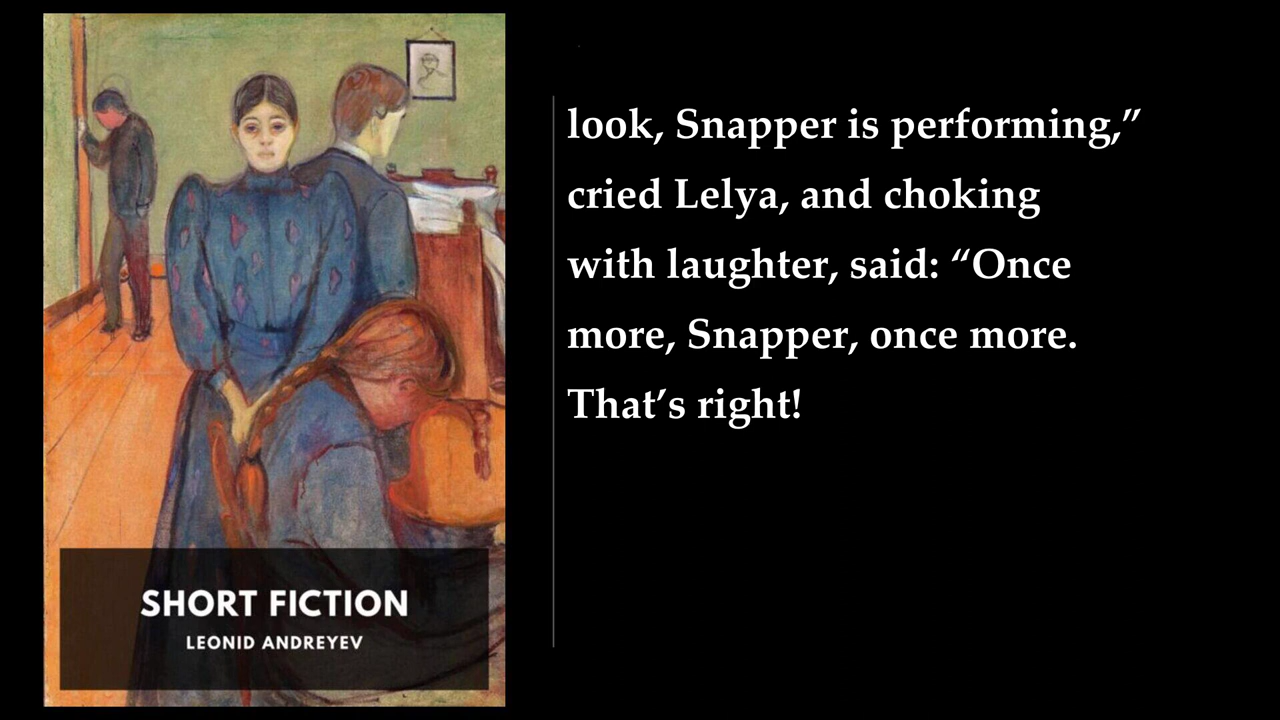 SHORT FICTION
LEONID ANDREYEV
look, Snapper is performing,”
cried Lelya, and choking
with laughter, said: “Once
more, Snapper, once more.
That’s right!